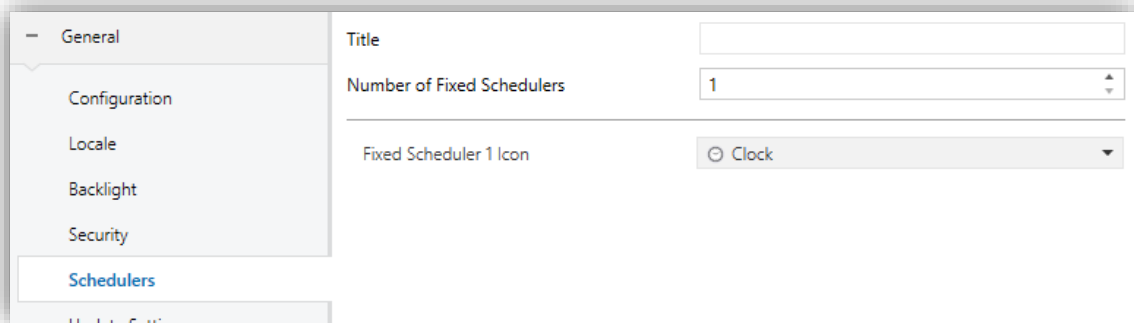 General
Title
Number of Fixed Schedulers
1
Configuration
Locale
Fixed Scheduler 1 Icon
Clock
Backlight
Security
Schedulers